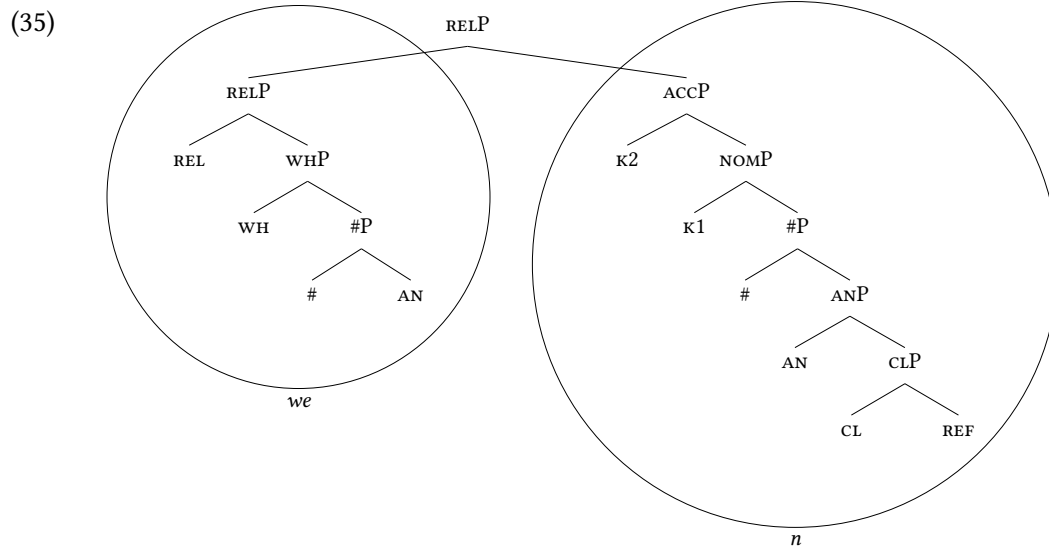 (35)
RELP
RELP ACCP
REL WHP K2 NOMP
WH #P K1 #P
# AN # ANP
AN CLP
we
CL REF
n